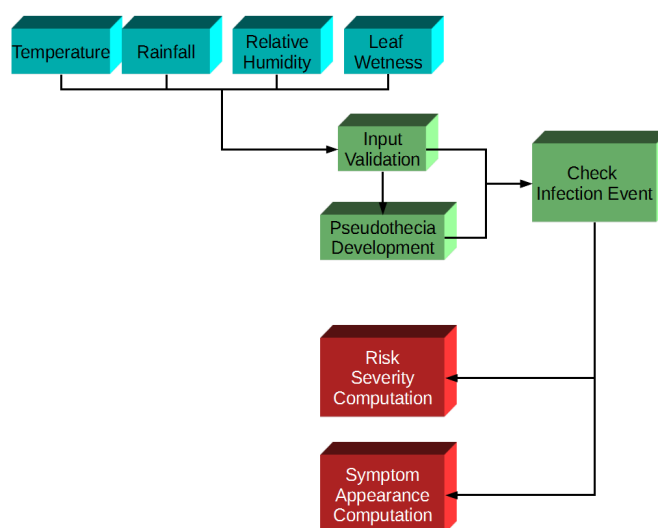 Temperature
Rainfall
Relative
Humidity
Leaf
Wetness
Input
Validation
Check
Infection Event
Pseudothecia
Development
Risk
Severity
Computation
Symptom
Appearance
Computation